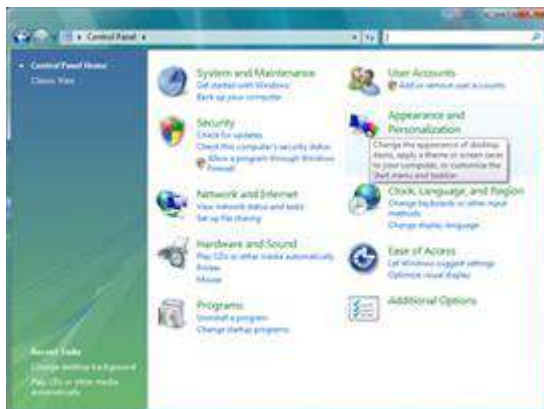 Control Panel
Control Panel Home
Classic View
System and Maintenance
Get started with Windows
Back up your computer
Security
Check for updates
Check this computer's security status
Allow a program through Windows
Firewall
Network and Internet
View network status and tasks
Set up file sharing
Hardware and Sound
Play CDs or other media automatically
Printer
Mouse
Programs
Uninstall a program
Change startup programs
User Accounts
Add or remove user accounts
Appearance and
Personalization
Change the appearance of desktop
items, apply a theme or screen saver
to your computer, or customize the
Start menu and taskbar.
Clock, Language, and Region
Change keyboards or other input
methods
Change display language
Ease of Access
Let Windows suggest settings
Optimize visual display
Additional Options
Recent Tasks
Change desktop background
Play CDs or other media
automatically